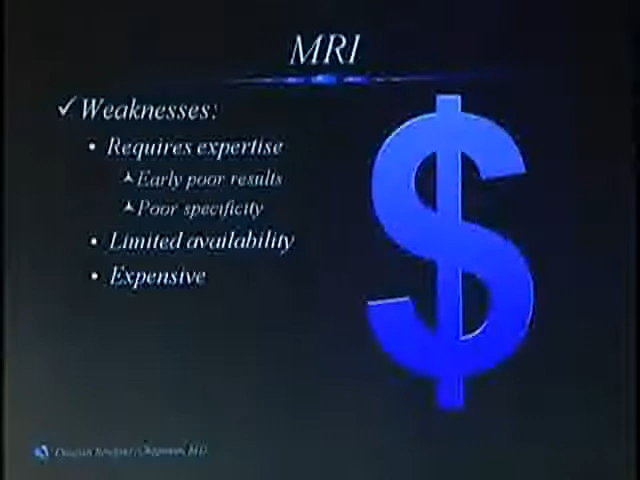 MRI
✓ Weaknesses:
• Requires expertise
Early poor results
Poor specificity
• Limited availability
• Expensive